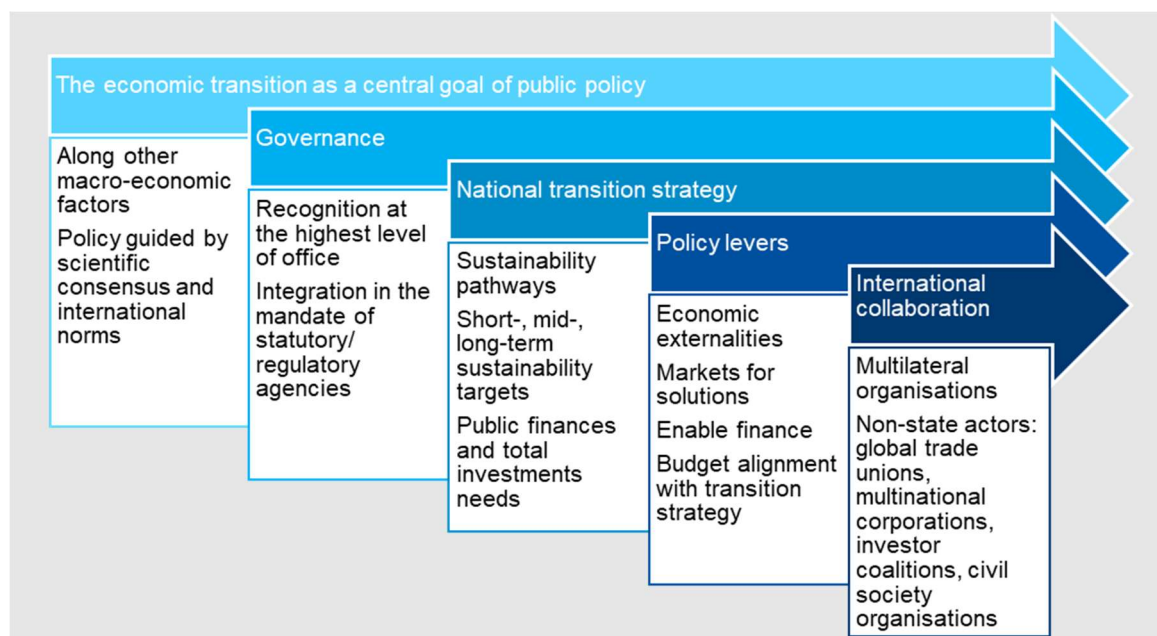 The economic transition as a central goal of public policy
Along other
macro-economic
factors
Policy guided by
scientific
consensus and
international
norms
Governance
Recognition at
the highest level
of office
Integration in the
mandate of
statutory/
regulatory
agencies
National transition strategy
Sustainability
pathways
Short-, mid-,
long-term
sustainability
targets
Public finances
and total
investments
needs
Policy levers
Economic
externalities
Markets for
solutions
Enable finance
Budget alignment
with transition
strategy
International
collaboration
Multilateral
organisations
Non-state actors:
global trade
unions,
multinational
corporations,
investor
coalitions, civil
society
organisations